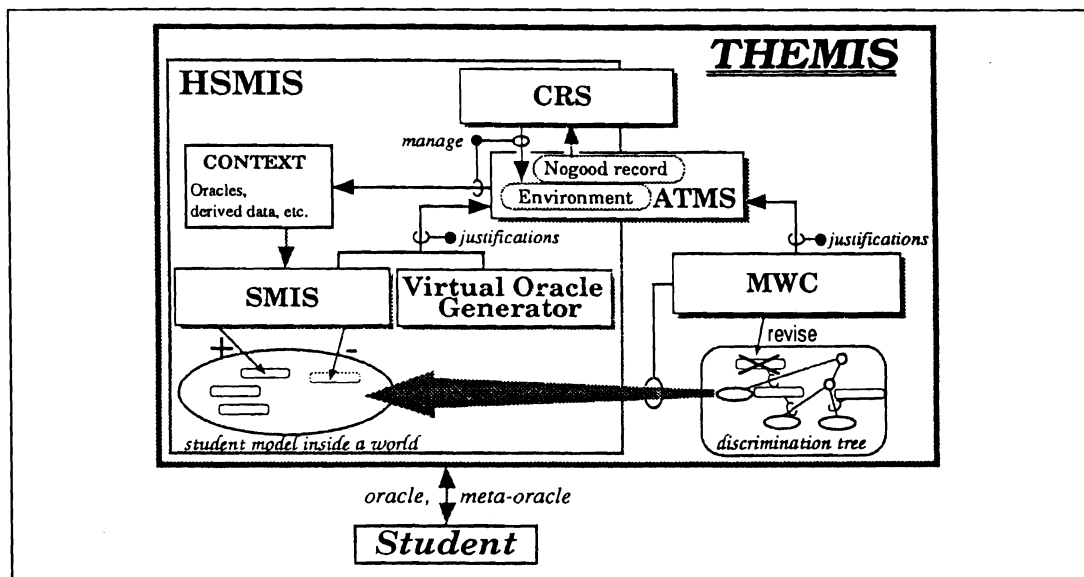 THEMIS
HSMIS
CRS
manage
CONTEXT
Oracles,
derived data, etc.
Nogood record
Environment
ATMS
justifications
justifications
SMIS
Virtual Oracle
Generator
MWC
revise
+
-
student model inside a world
discrimination tree
oracle, meta-oracle
Student